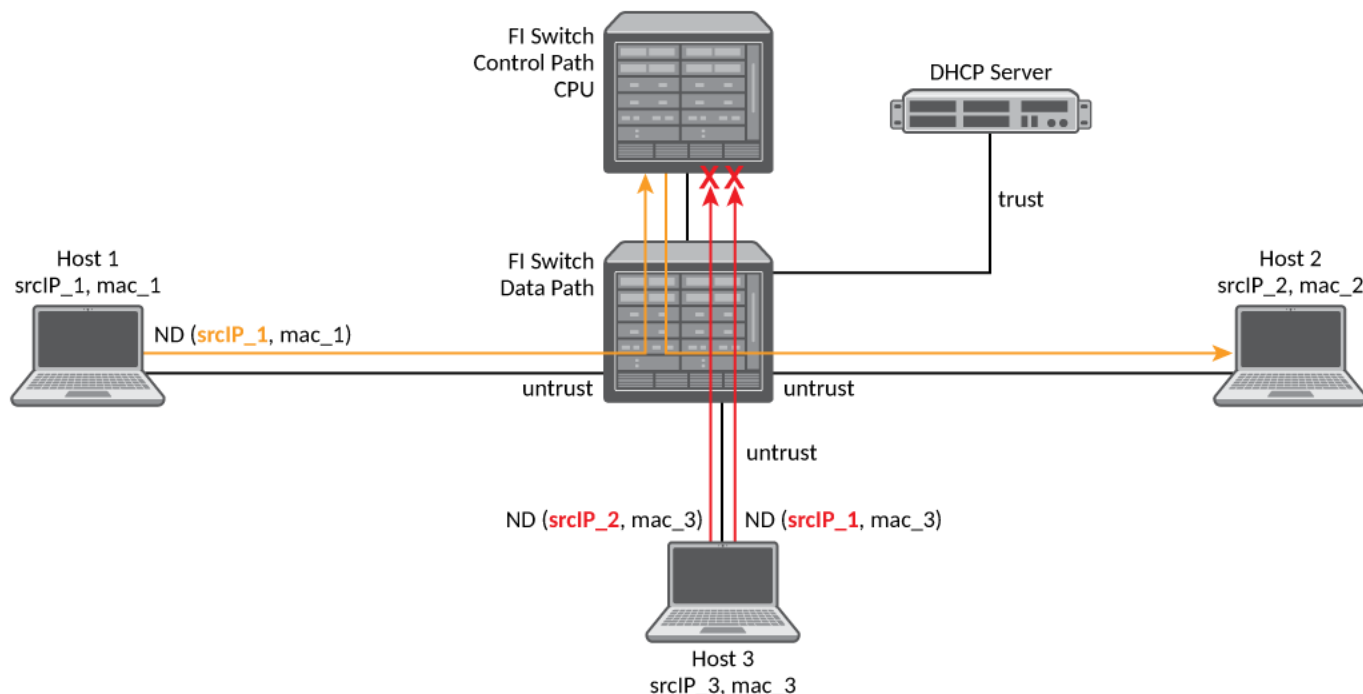 FI Switch
Control Path
CPU
DHCP Server
trust
Host 1
srcIP_1, mac_1
FI Switch
Data Path
Host 2
srcIP_2, mac_2
ND (srcIP_1, mac_1)
untrust
untrust
untrust
ND (srcIP_2, mac_3)
ND (srcIP_1, mac_3)
Host 3
srcIP_3, mac_3